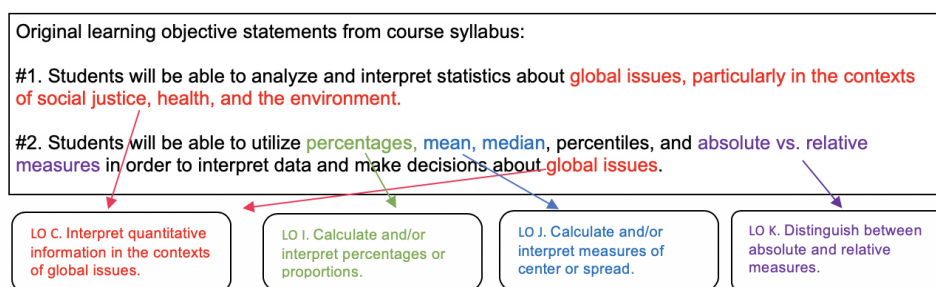 Original learning objective statements from course syllabus:
#1. Students will be able to analyze and interpret statistics about global issues, particularly in the contexts
of social justice, health, and the environment.
#2. Students will be able to utilize percentages, mean, median, percentiles, and absolute vs. relative
measures in order to interpret data and make decisions about global issues.
LO C. Interpret quantitative
information in the contexts
of global issues.
LO I. Calculate and/or
interpret percentages or
proportions.
LO J. Calculate and/or
interpret measures of
center or spread.
LO K. Distinguish between
absolute and relative
measures.